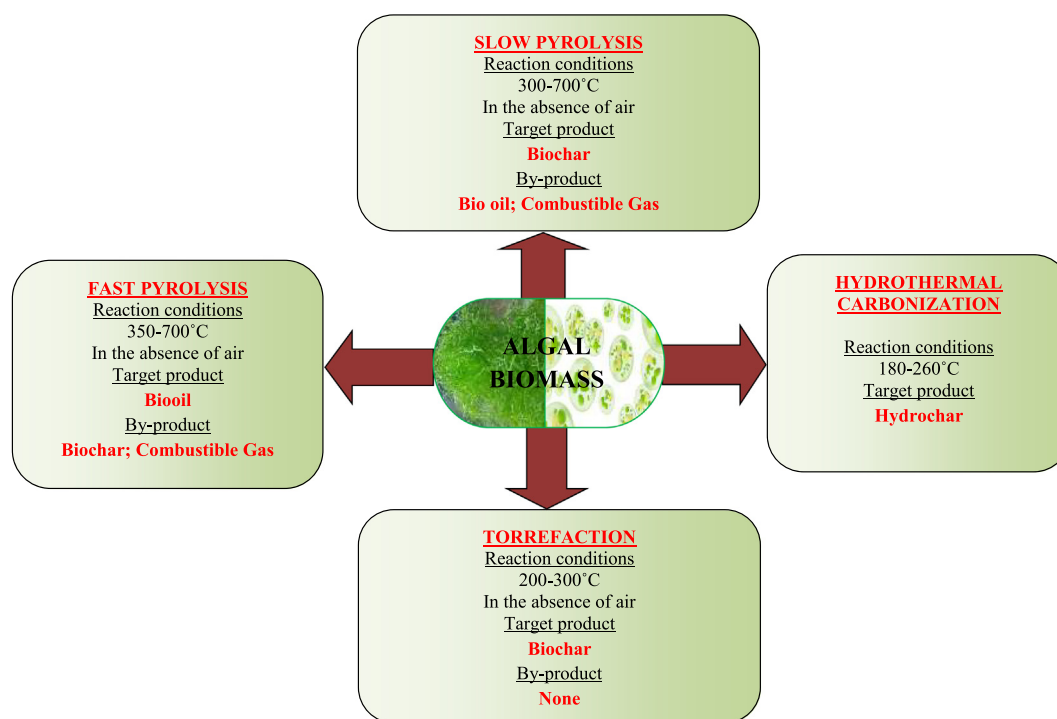 SLOW PYROLYSIS
Reaction conditions
300-700˚C
In the absence of air
Target product
Biochar
By-product
Bio oil; Combustible Gas
FAST PYROLYSIS
Reaction conditions
350-700˚C
In the absence of air
Target product
Biooil
By-product
Biochar; Combustible Gas
ALGAL
BIOMASS
HYDROTHERMAL
CARBONIZATION
Reaction conditions
180-260˚C
Target product
Hydrochar
TORREFACTION
Reaction conditions
200-300˚C
In the absence of air
Target product
Biochar
By-product
None